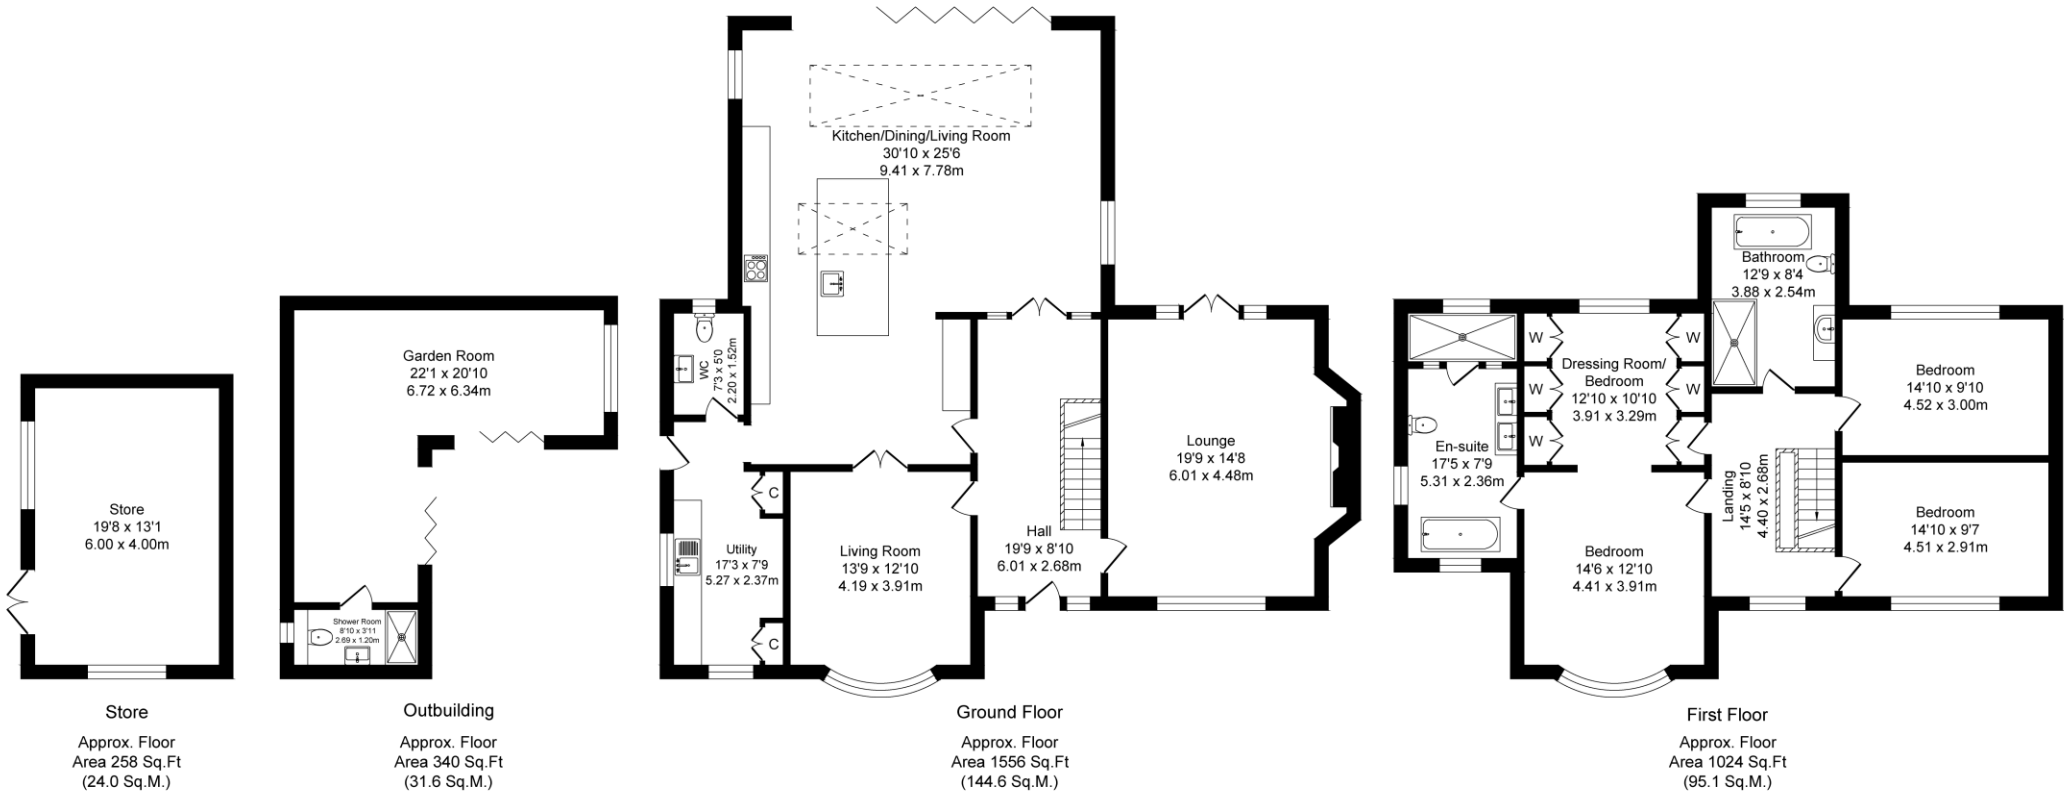 Store
19'8 x 13'1
6.00 x 4.00m
Store
Approx. Floor
Area 258 Sq.Ft
(24.0 Sq.M.)
Garden Room
22'1 x 20'10
6.72 x 6.34m
Shower Room
8'10 x 3'11
2.69 x 1.20m
Outbuilding
Approx. Floor
Area 340 Sq.Ft
(31.6 Sq.M.)
Kitchen/Dining/Living Room
30'10 x 25'6
9.41 x 7.78m
WC
7'3 x 5'0
2.20 x 1.52m
C
Utility
17'3 x 7'9
5.27 x 2.37m
C
Living Room
13'9 x 12'10
4.19 x 3.91m
Hall
19'9 x 8'10
6.01 x 2.68m
Lounge
19'9 x 14'8
6.01 x 4.48m
Ground Floor
Approx. Floor
Area 1556 Sq.Ft
(144.6 Sq.M.)
Bathroom
12'9 x 8'4
3.88 x 2.54m
W
W
W
W
W
Dressing Room/
Bedroom
12'10 x 10'10
3.91 x 3.29m
En-suite
17'5 x 7'9
5.31 x 2.36m
Bedroom
14'10 x 9'10
4.52 x 3.00m
Landing
14'5 x 8'10
4.40 x 2.68m
Bedroom
14'10 x 9'7
4.51 x 2.91m
Bedroom
14'6 x 12'10
4.41 x 3.91m
First Floor
Approx. Floor
Area 1024 Sq.Ft
(95.1 Sq.M.)